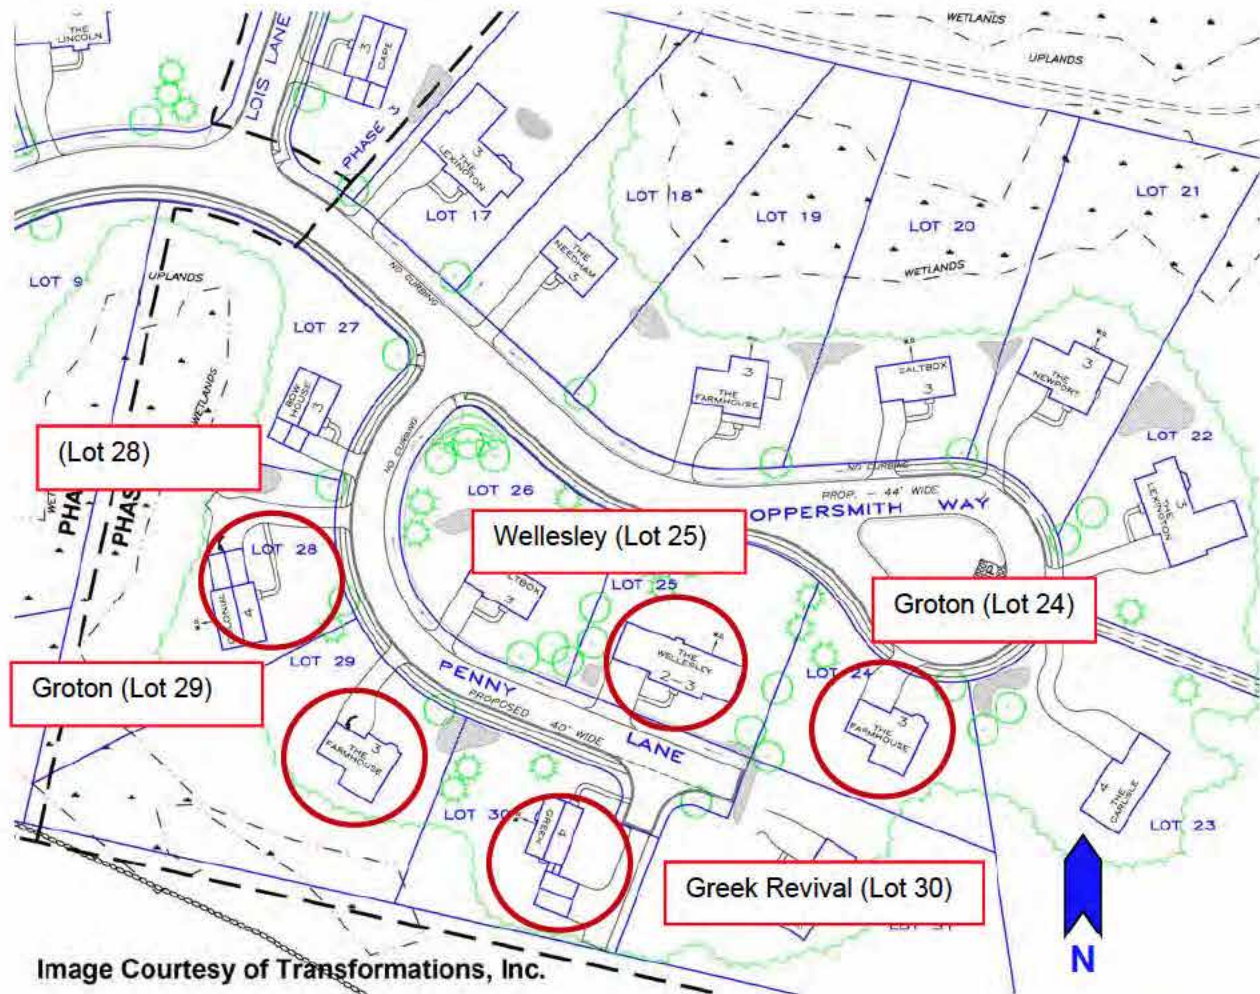 THE
LINCOLN
LOIS LANE
3
CAPE
PHASE 3
WETLANDS
UPLANDS
3
THE
LEXINGTON
LOT 17
LOT 18
LOT 19
LOT 20
LOT 21
WETLANDS
THE
NEEDHAM
3
NO CURBING
LOT 9
UPLANDS
LOT 27
WETLANDS
BOW
HOUSE
3
NO CURBING
3
THE
FARMHOUSE
SALTBOX
3
3
THE
NEWPORT
LOT 22
3
THE
LEXINGTON
NO CURBING
PROP. - 44' WIDE
OPPERSMITH WAY
(Lot 28)
PHA
PHAS
LOT 26
Wellesley (Lot 25)
LOT 28
COLONIAL
4
LTBOX
3
LOT 25
Groton (Lot 24)
Groton (Lot 29)
LOT 29
PENNY LANE
PROPOSED 40' WIDE
THE
WELLESLEY
2-3
LOT 24
3
THE
FARMHOUSE
3
THE
FARMHOUSE
LOT 30
GREEK
4
Greek Revival (Lot 30)
4
THE
CARLISLE
LOT 23
N
Image Courtesy of Transformations, Inc.